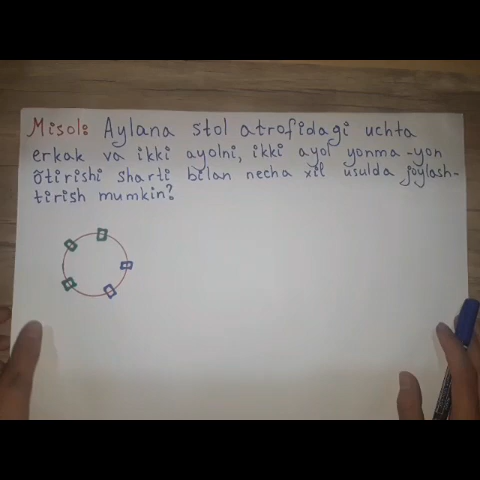 Misol: Aylana stol atrofidagi uchta
erkak va ikki ayolni, ikki ayol yonma-yon
õtirishi sharti bilan necha xil usulda joylash-
tirish mumkin?